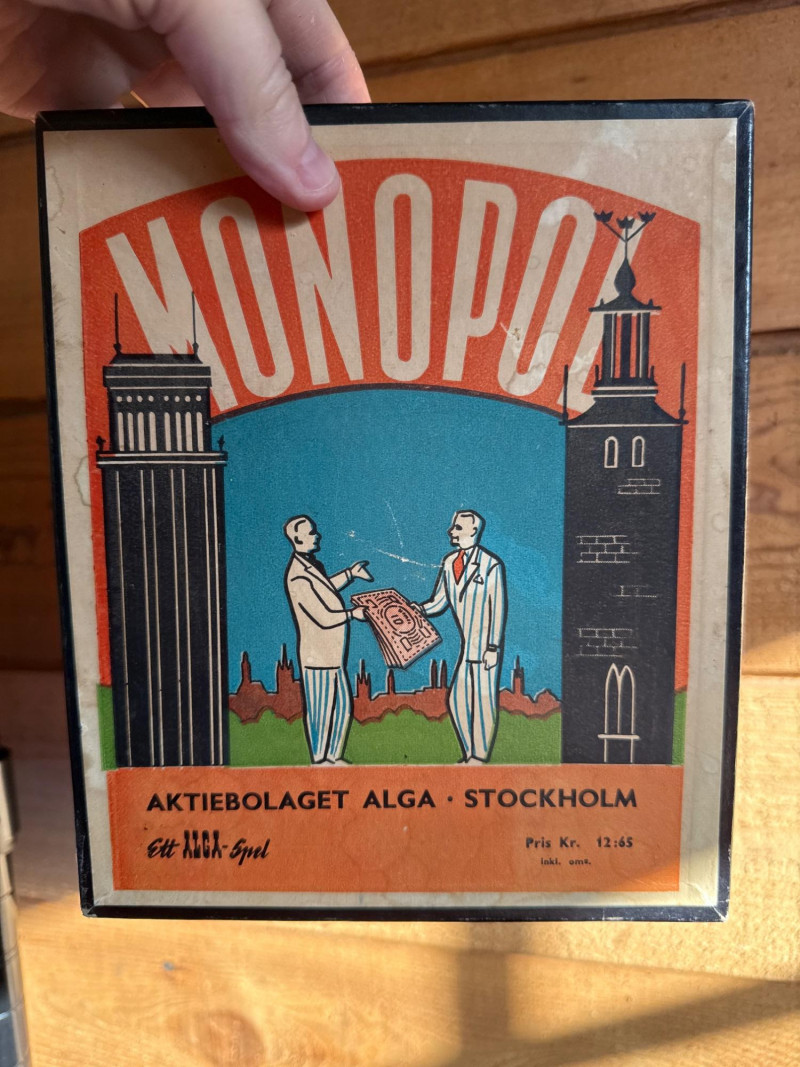 MONOPOL
AKTIEBOLAGET ALGA · STOCKHOLM
Ett ALGA-Spel
Pris Kr. 12:65
inkl. oms.